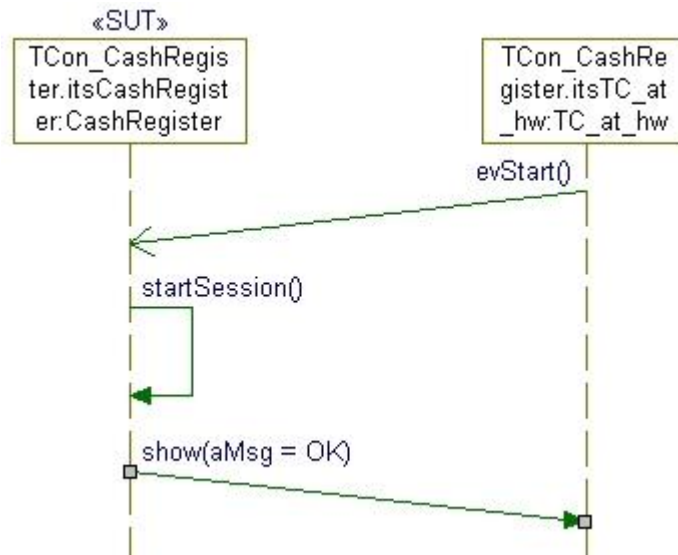 «SUT»
TCon_CashRegis
ter.itsCashRegist
er:CashRegister
TCon_CashRe
gister.itsTC_at
_hw:TC_at_hw
evStart()
startSession()
show(aMsg = OK)